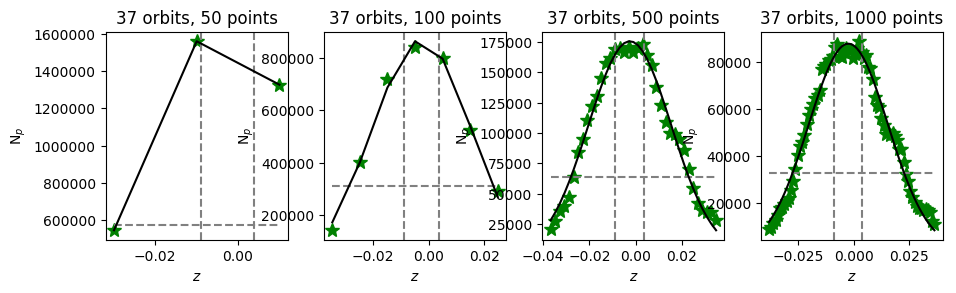 37 orbits, 50 points
37 orbits, 100 points
37 orbits, 500 points
37 orbits, 1000 points
1600000
1400000
1200000
1000000
800000
600000
N_p
−0.02
0.00
z
800000
600000
400000
200000
N_p
−0.02
0.00
0.02
z
175000
150000
125000
100000
75000
50000
25000
N_p
−0.04
−0.02
0.00
0.02
z
80000
60000
40000
20000
N_p
−0.025
0.000
0.025
z